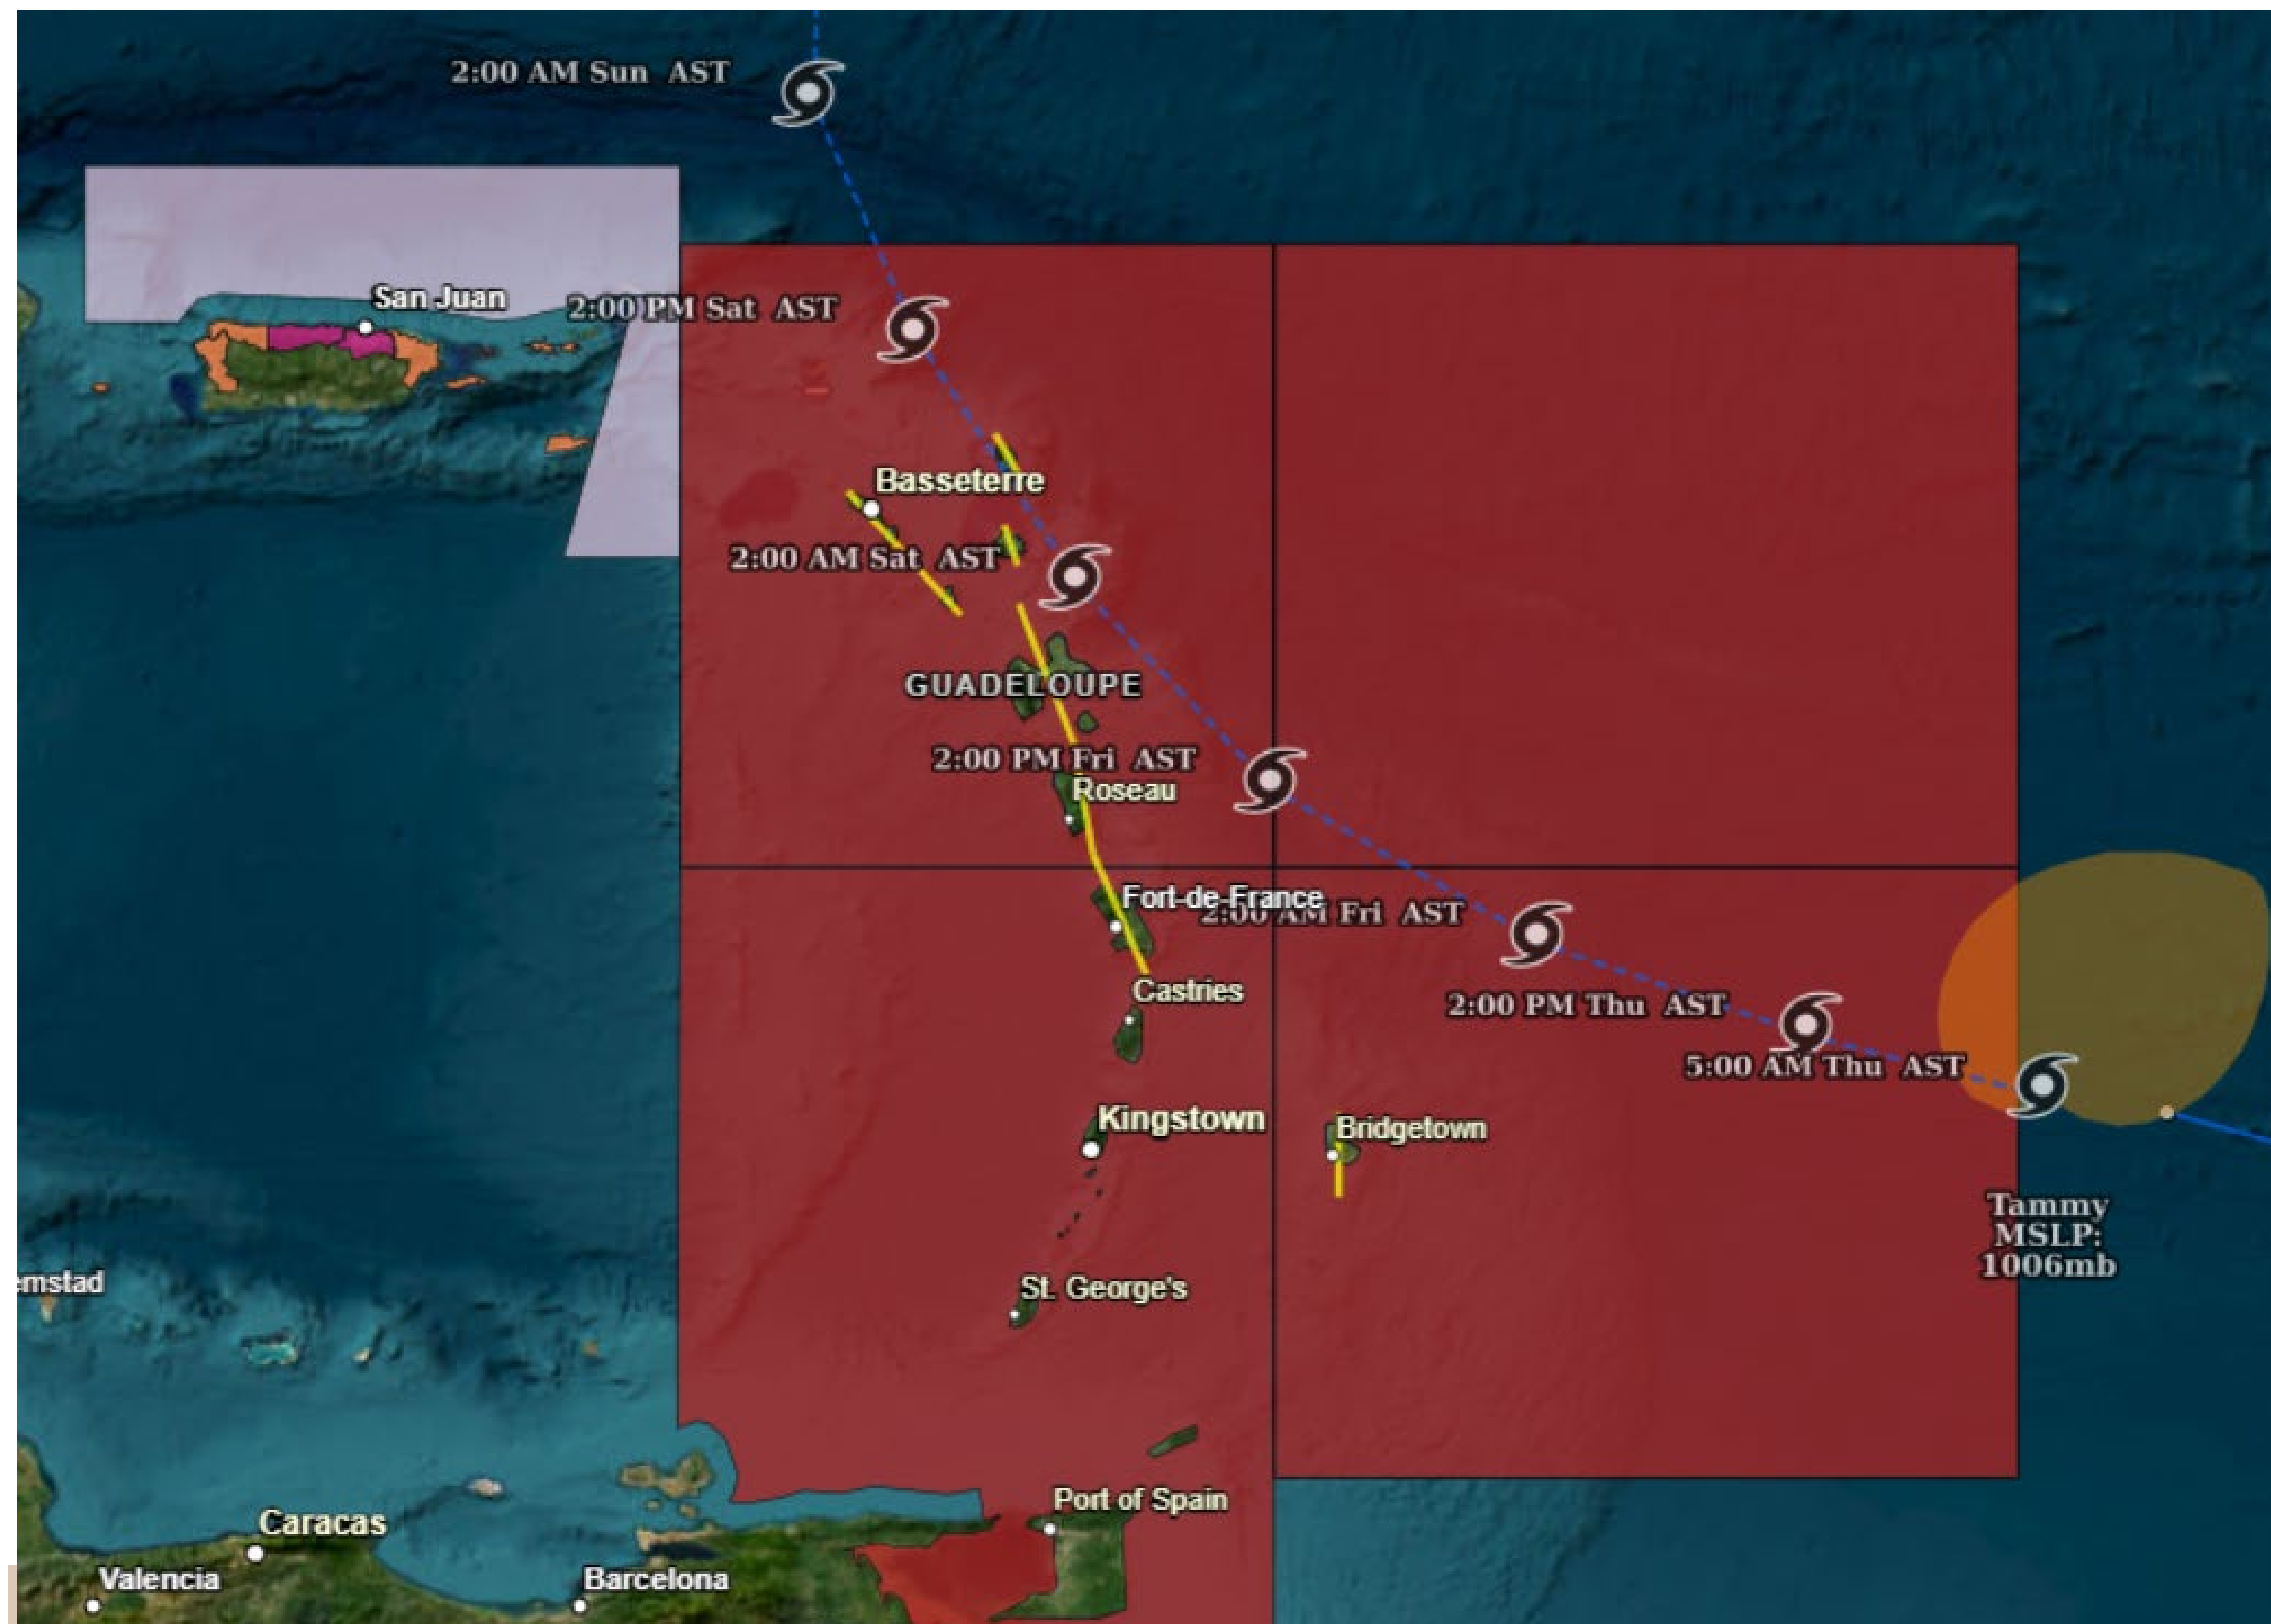 2:00 AM Sun AST
San Juan
2:00 PM Sat AST
Basseterre
2:00 AM Sat AST
GUADELOUPE
2:00 PM Fri AST
Roseau
Fort-de-France
2:00 AM Fri AST
Castries
2:00 PM Thu AST
5:00 AM Thu AST
Kingstown
Bridgetown
Tammy
MSLP:
1006mb
emstad
St. George's
Port of Spain
Caracas
Valencia
Barcelona